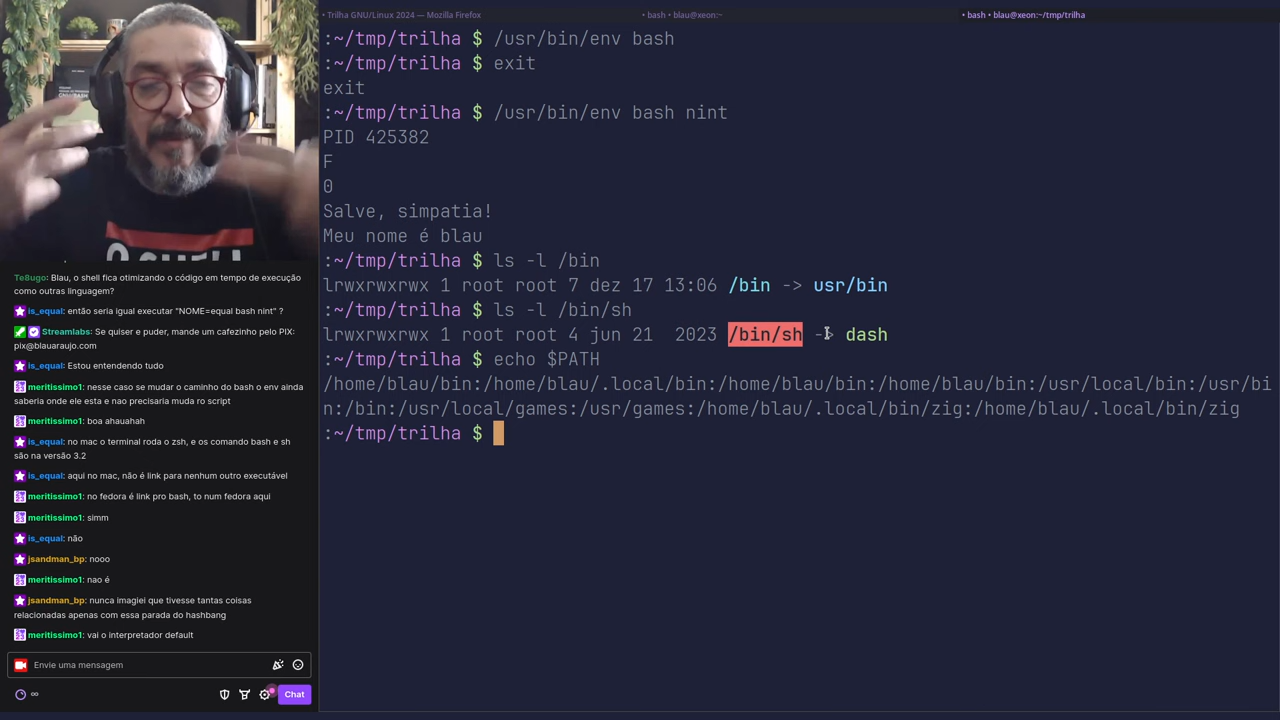 • Trilha GNU/Linux 2024 — Mozilla Firefox
• bash • blau@xeon:~
• bash • blau@xeon:~/tmp/trilha
:~/tmp/trilha $ /usr/bin/env bash
:~/tmp/trilha $ exit
exit
:~/tmp/trilha $ /usr/bin/env bash nint
PID 425382
F
0
Salve, simpatia!
Meu nome é blau
:~/tmp/trilha $ ls -l /bin
lrwxrwxrwx 1 root root 7 dez 17 13:06 /bin -> usr/bin
:~/tmp/trilha $ ls -l /bin/sh
lrwxrwxrwx 1 root root 4 jun 21  2023 /bin/sh -> dash
:~/tmp/trilha $ echo $PATH
/home/blau/bin:/home/blau/.local/bin:/home/blau/bin:/home/blau/bin:/usr/local/bin:/usr/bi
n:/bin:/usr/local/games:/usr/games:/home/blau/.local/bin/zig:/home/blau/.local/bin/zig
:~/tmp/trilha $
GNU/BASH
O SHELL
Te8ugo: Blau, o shell fica otimizando o código em tempo de execução
como outras linguagem?
is_equal: então seria igual executar "NOME=equal bash nint" ?
Streamlabs: Se quiser e puder, mande um cafezinho pelo PIX:
pix@blauaraujo.com
is_equal: Estou entendendo tudo
meritissimo1: nesse caso se mudar o caminho do bash o env ainda
saberia onde ele esta e nao precisaria muda ro script
meritissimo1: boa ahauahah
is_equal: no mac o terminal roda o zsh, e os comando bash e sh
são na versão 3.2
is_equal: aqui no mac, não é link para nenhum outro executável
meritissimo1: no fedora é link pro bash, to num fedora aqui
meritissimo1: simm
is_equal: não
jsandman_bp: nooo
meritissimo1: nao é
jsandman_bp: nunca imagiei que tivesse tantas coisas
relacionadas apenas com essa parada do hashbang
meritissimo1: vai o interpretador default
Envie uma mensagem
∞
Chat